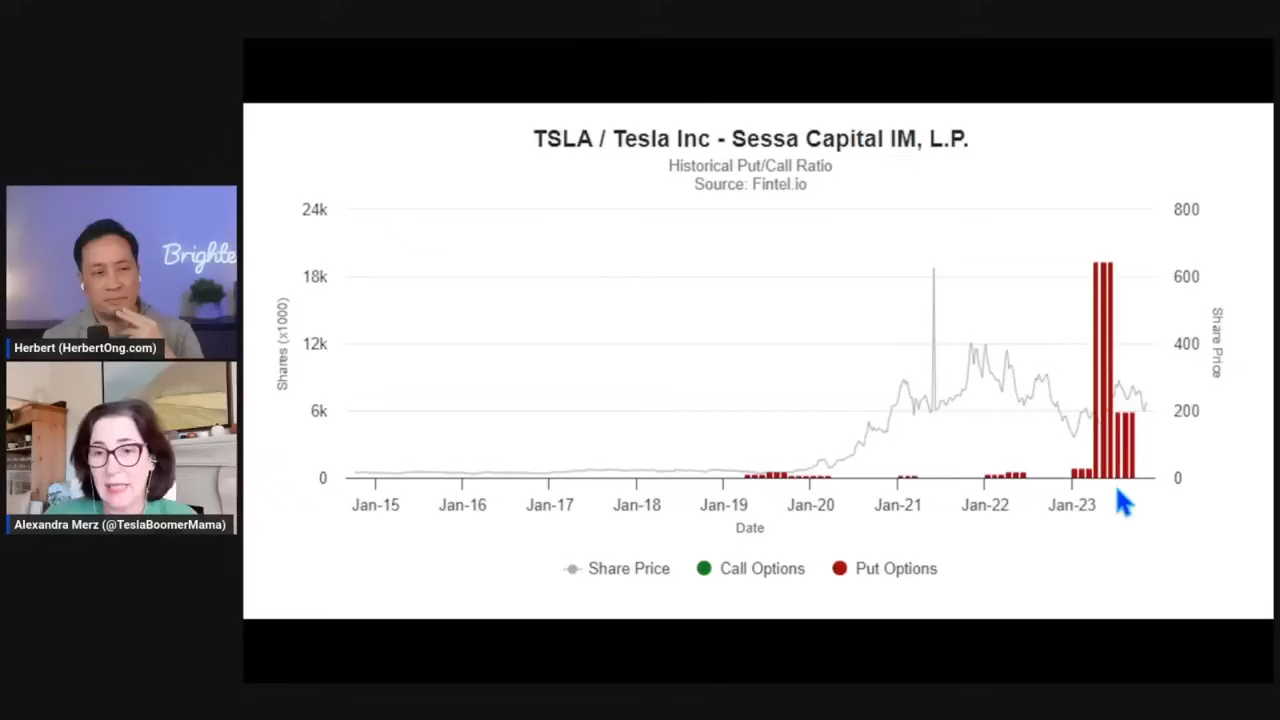 TSLA / Tesla Inc - Sessa Capital IM, L.P.
Historical Put/Call Ratio
Source: Fintel.io
24k
18k
12k
6k
0
Shares (x1000)
800
600
400
200
0
Share Price
Jan-15 Jan-16 Jan-17 Jan-18 Jan-19 Jan-20 Jan-21 Jan-22 Jan-23
Date
Share Price Call Options Put Options
Brighte
Herbert (HerbertOng.com)
Alexandra Merz (@TeslaBoomerMama)